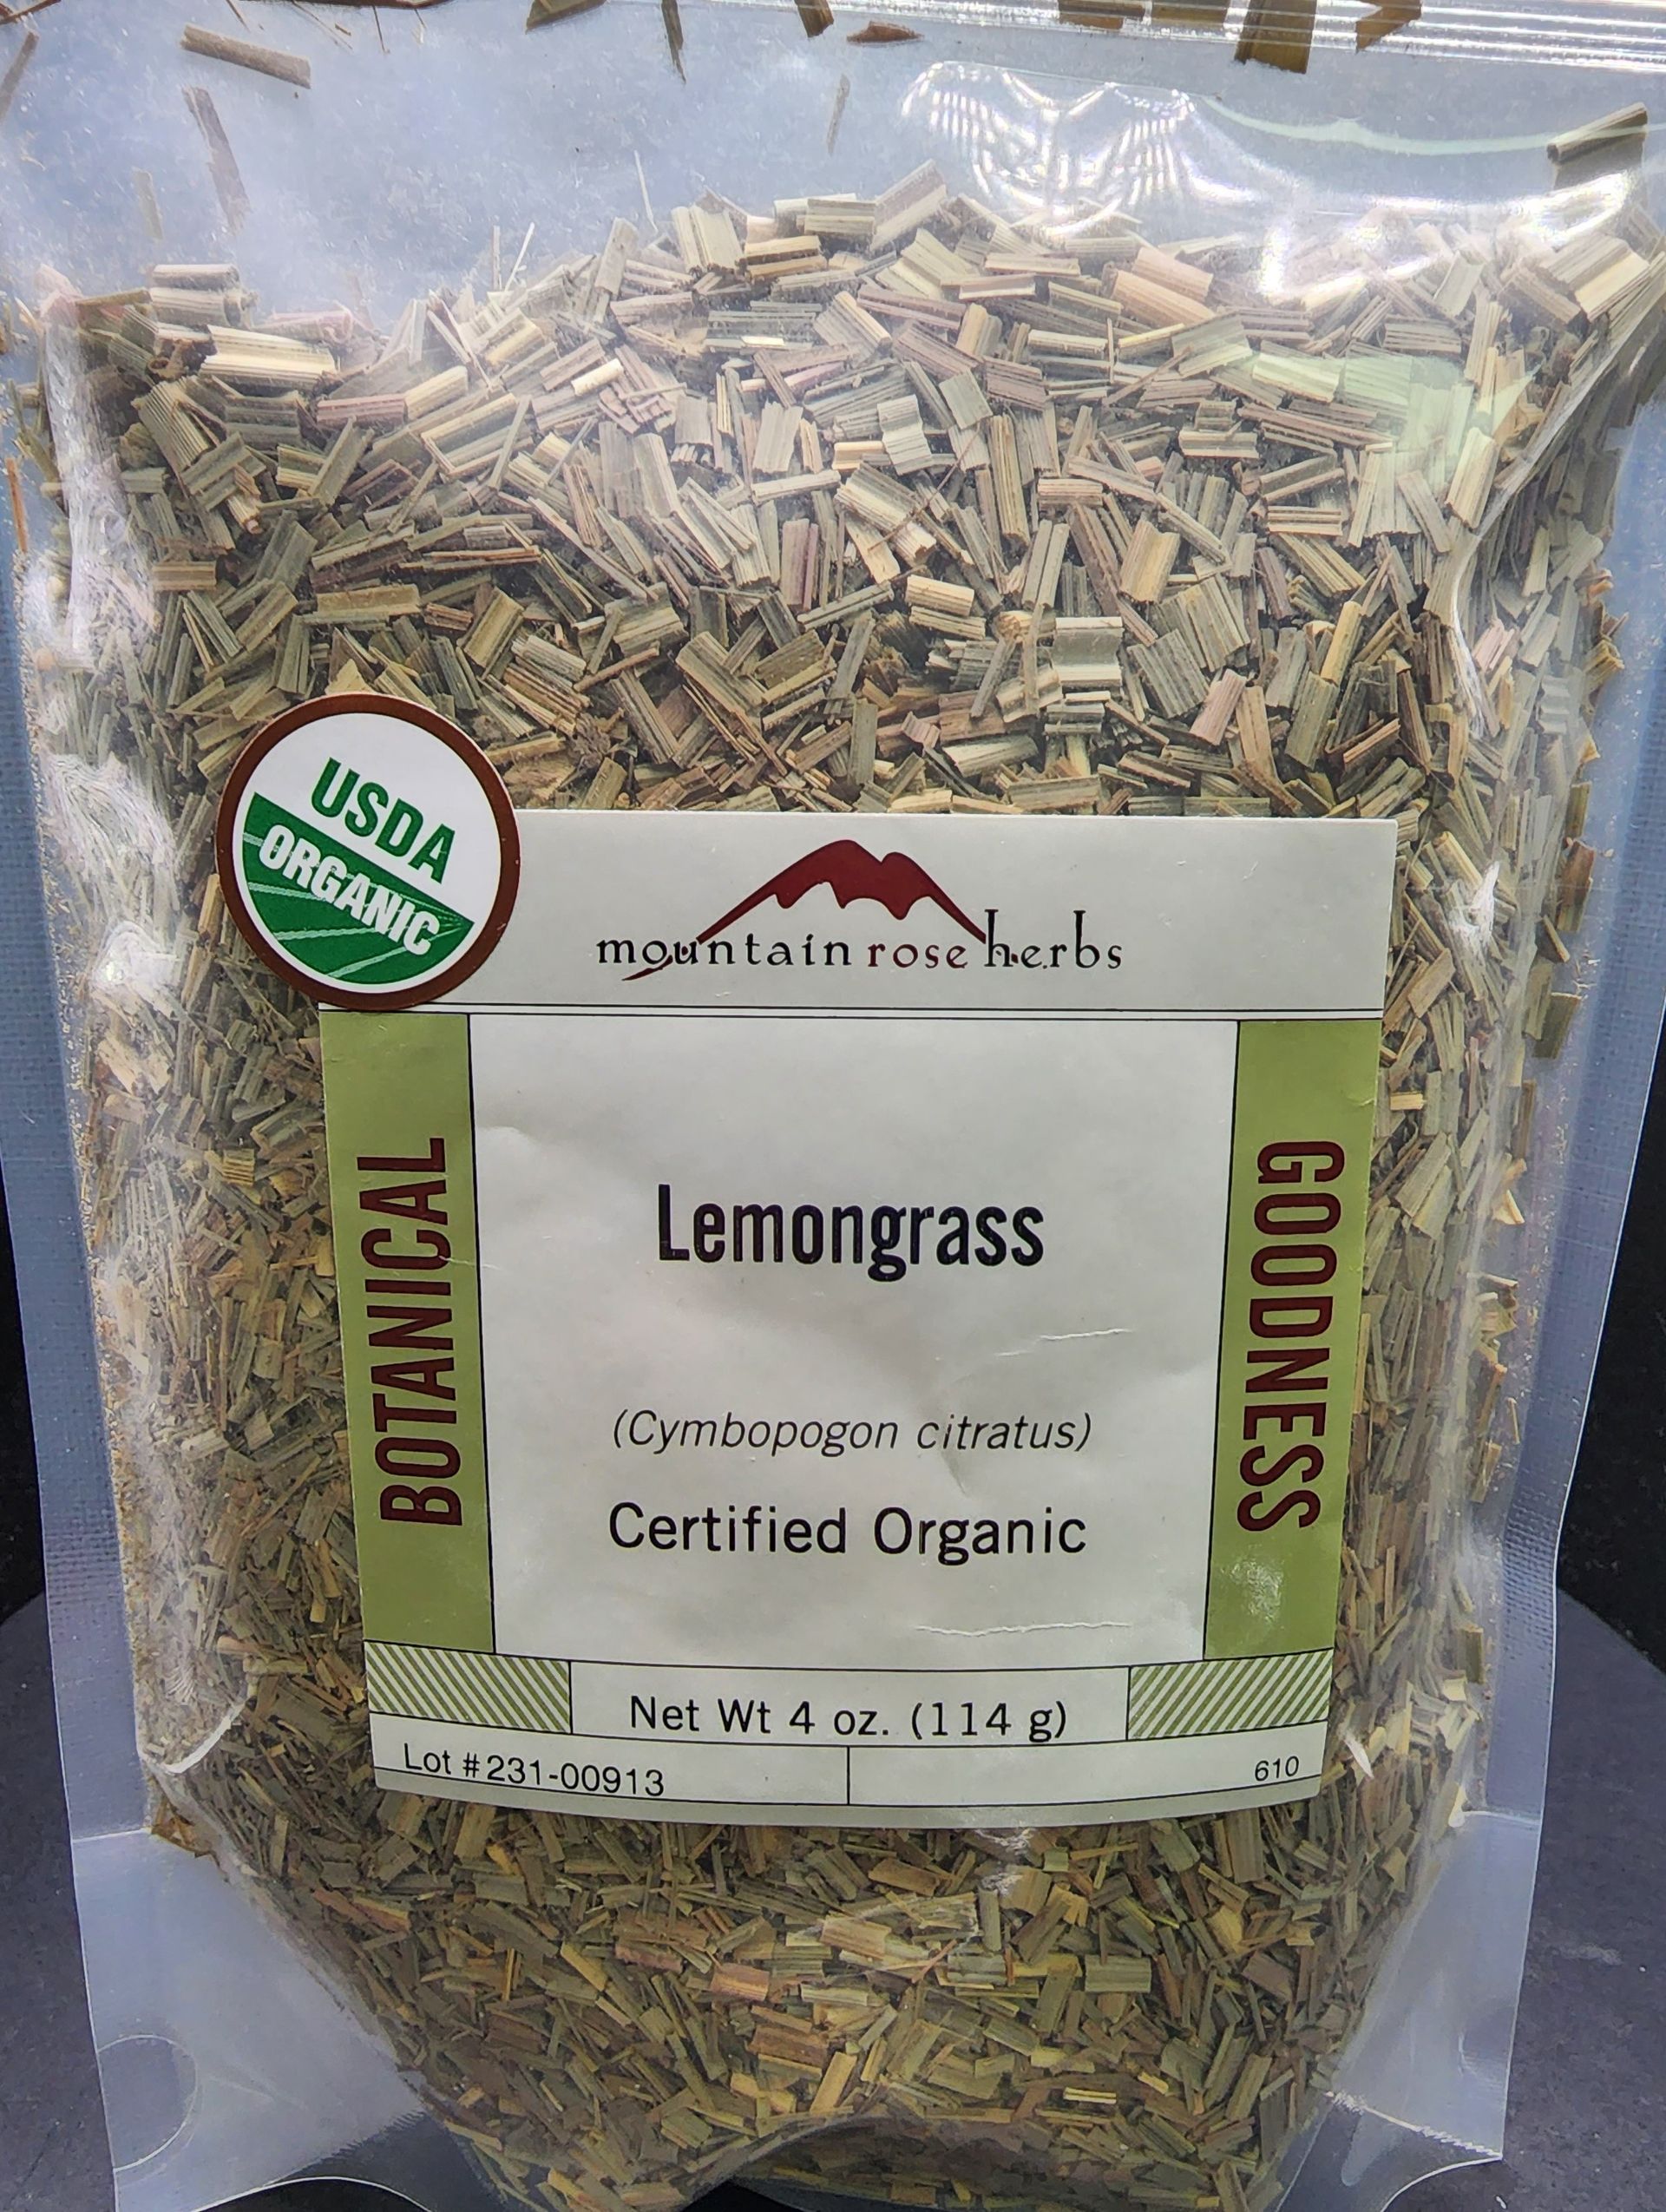 USDA
ORGANIC
mountain rose herbs
BOTANICAL
GOODNESS
Lemongrass
(Cymbopogon citratus)
Certified Organic
Net Wt 4 oz. (114 g)
Lot # 231-00913
610